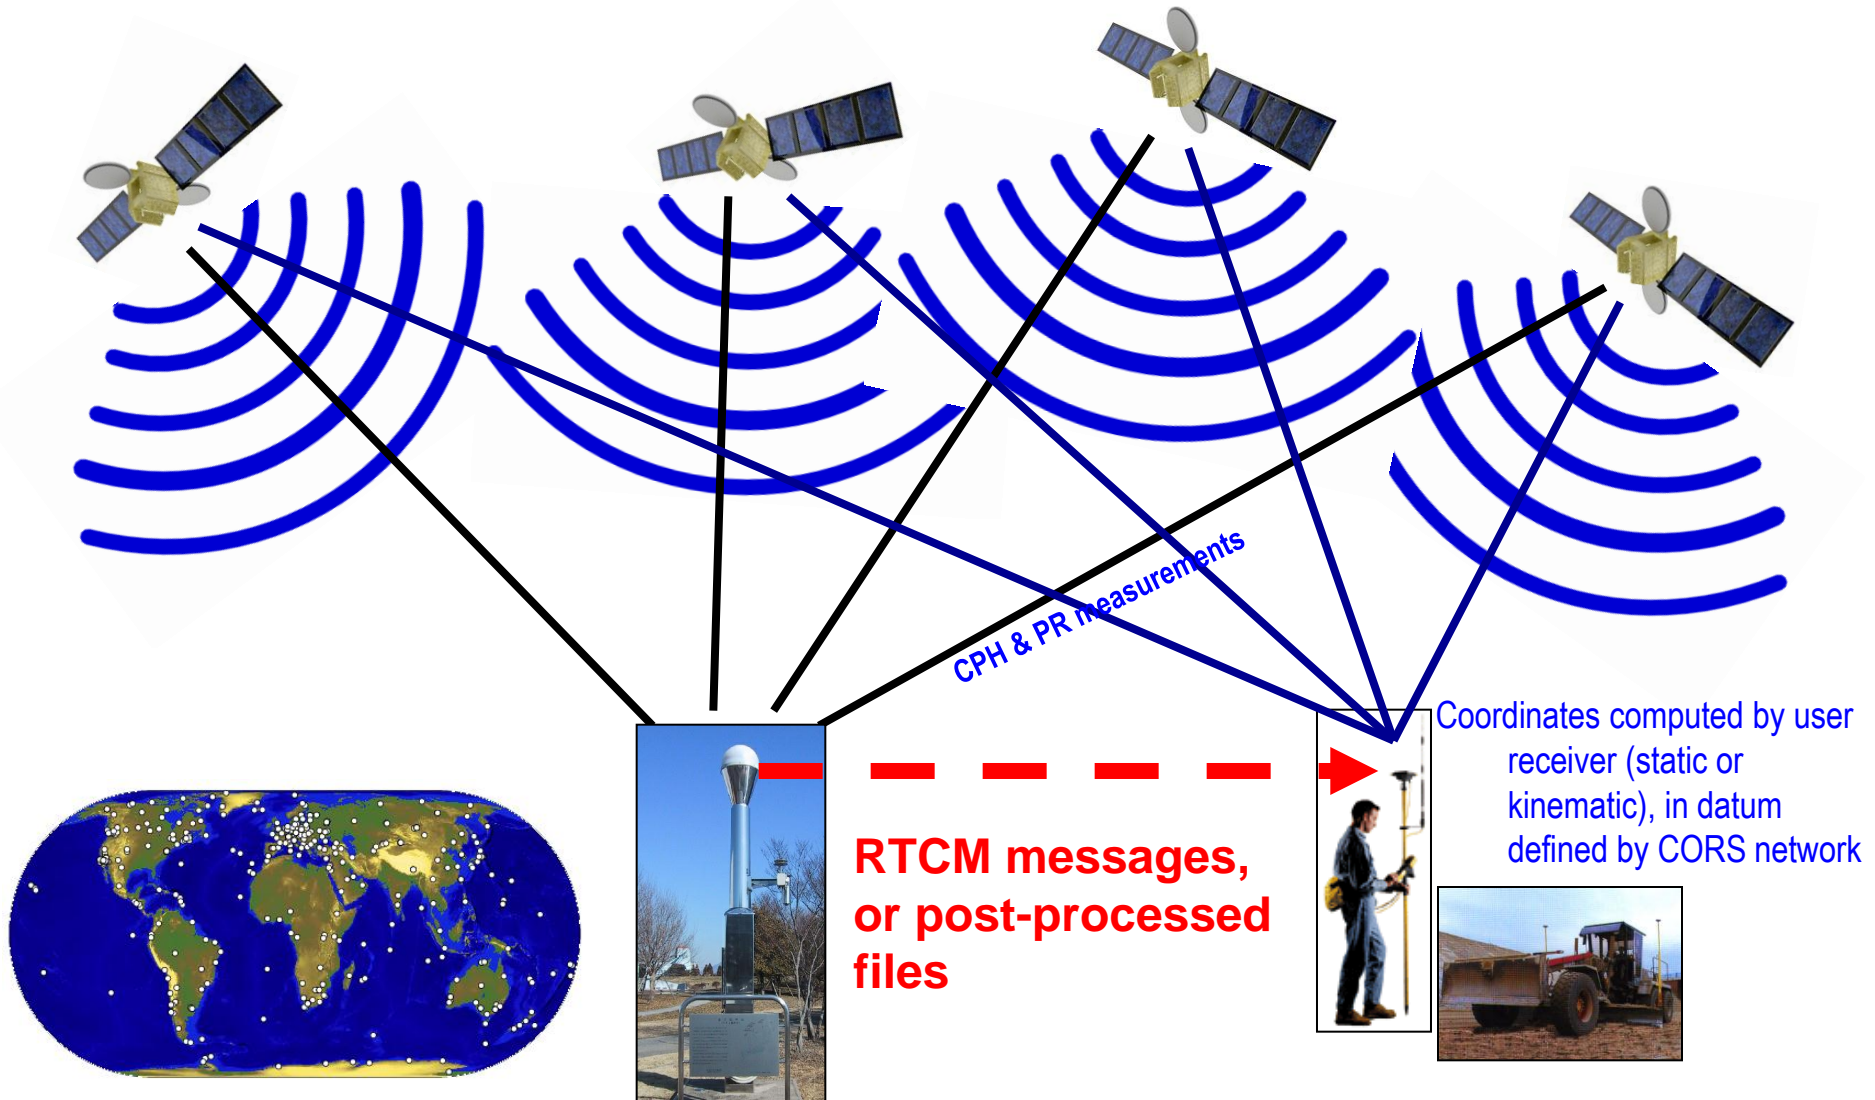 CPH & PR measurements
Coordinates computed by user
receiver (static or
kinematic), in datum
defined by CORS network
RTCM messages,
or post-processed
files